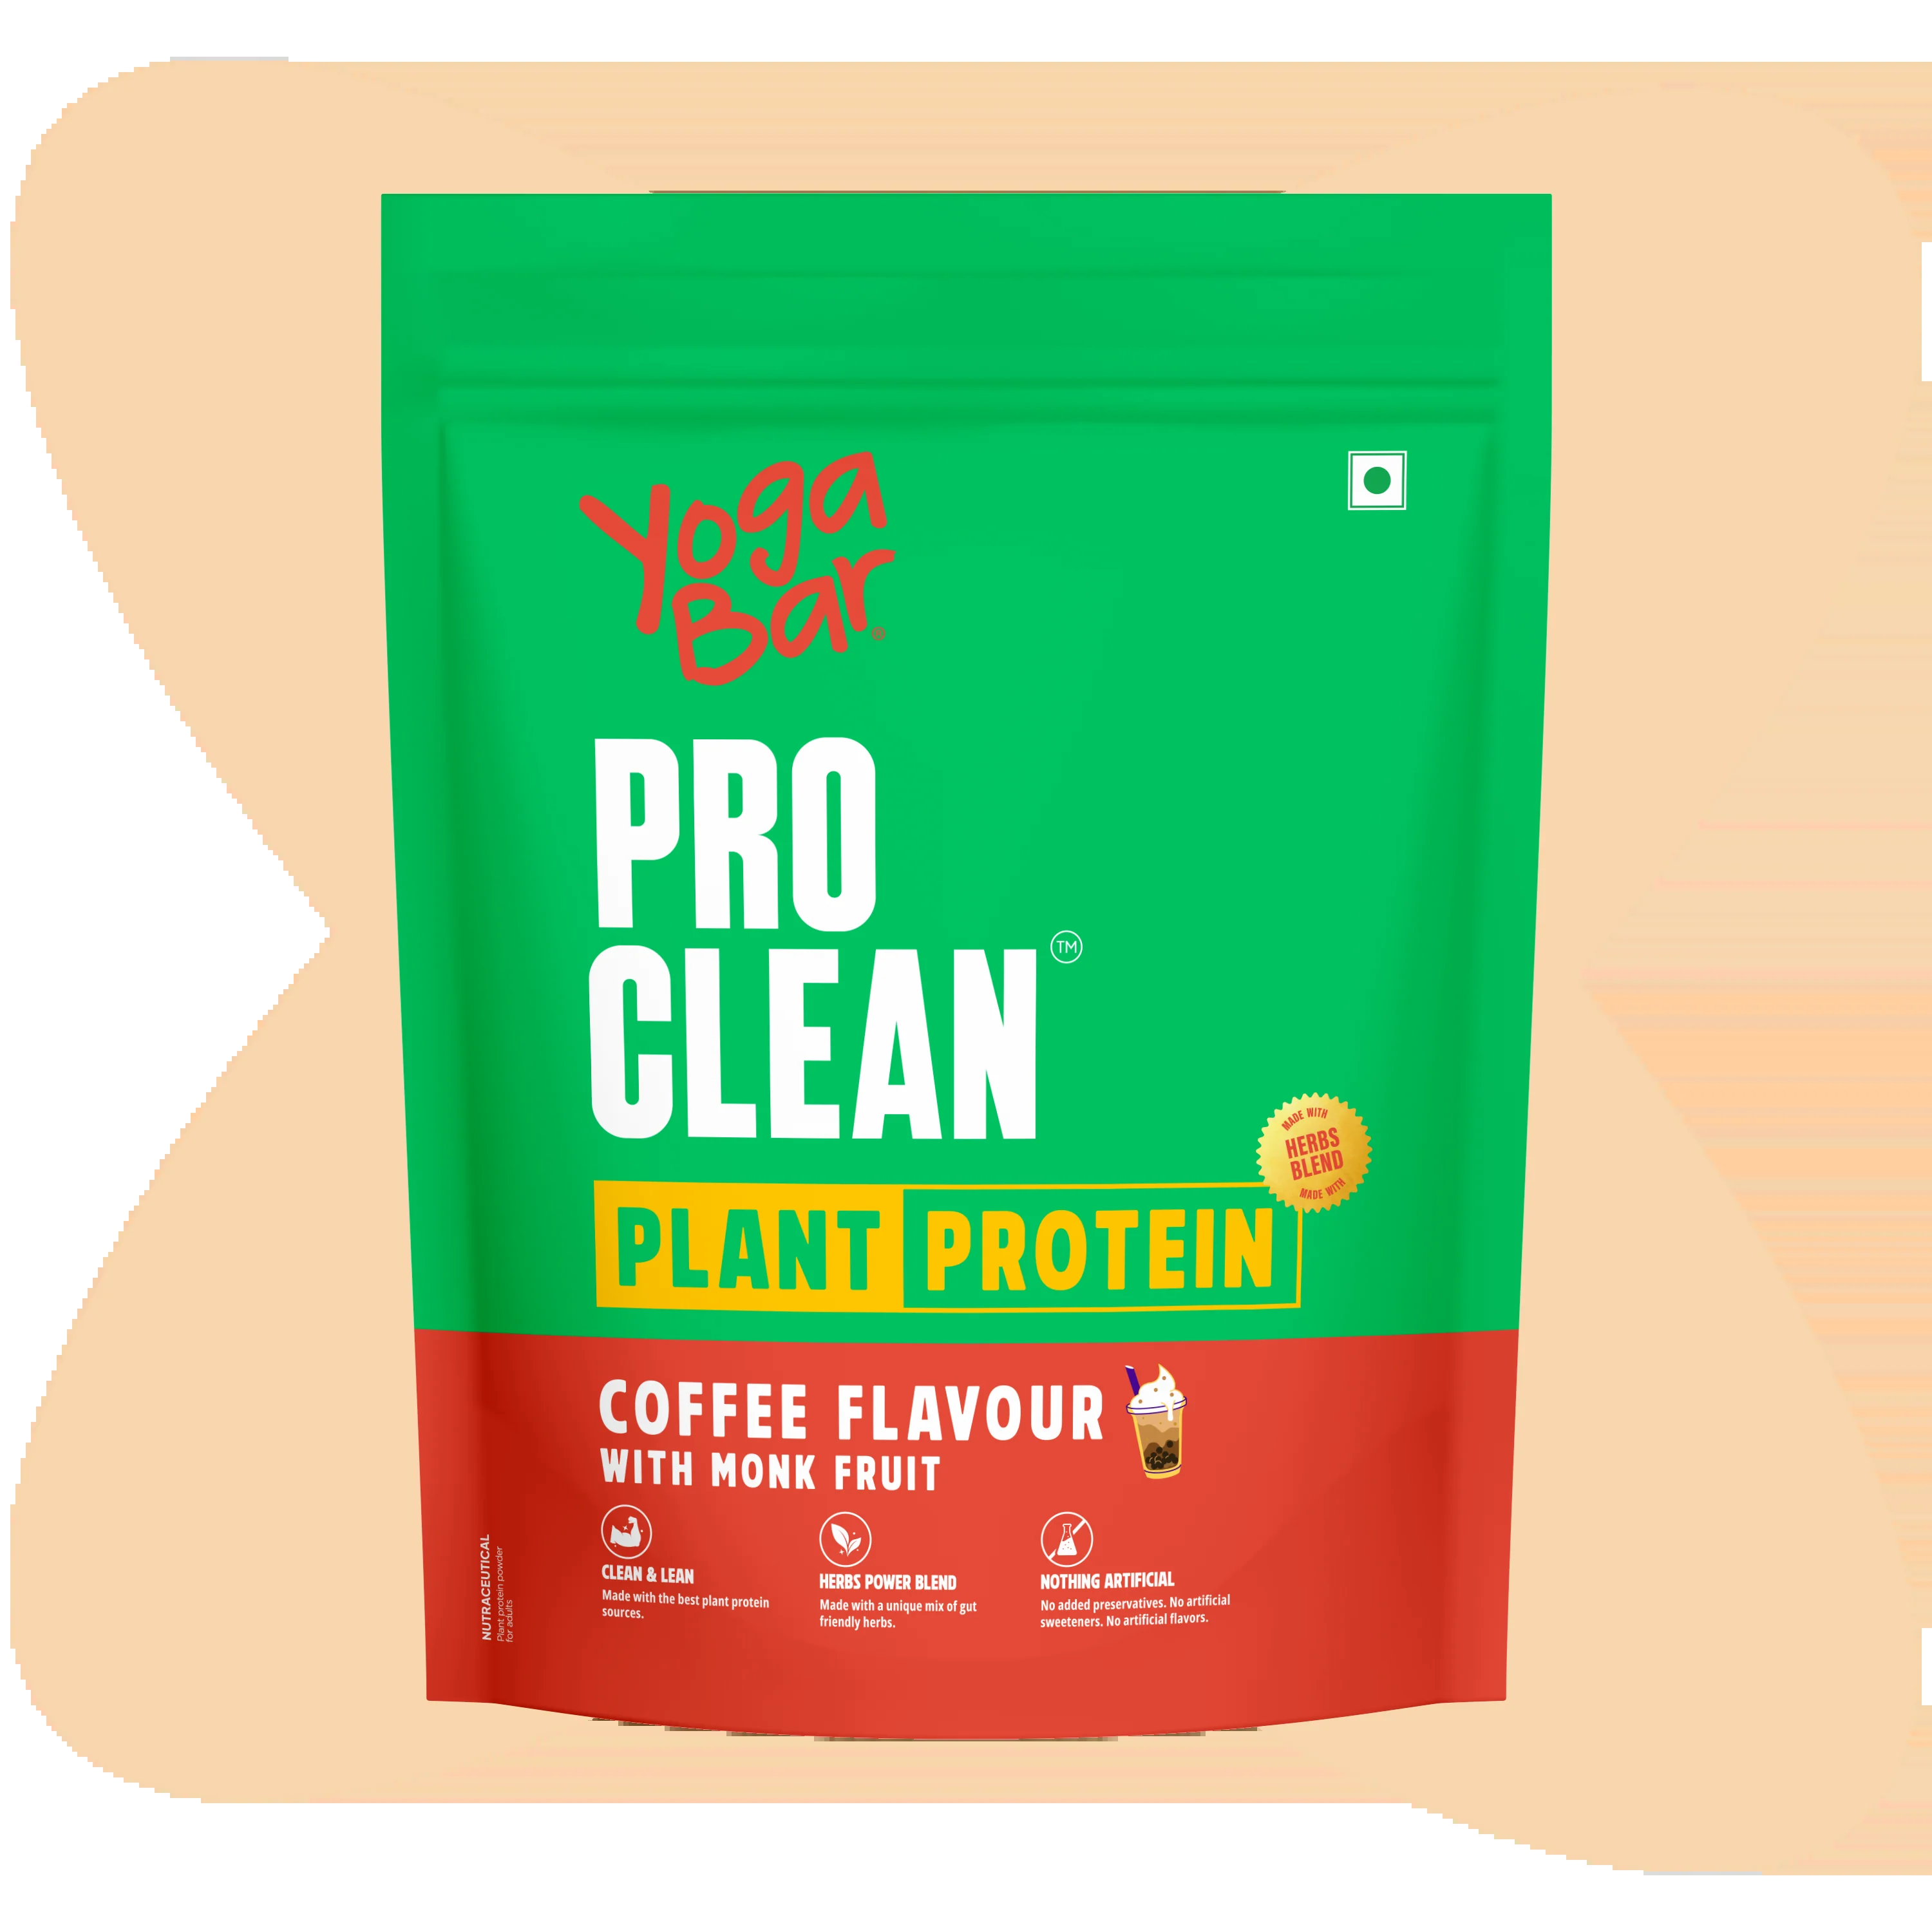 Yoga
Bar®
PRO
CLEAN™
MADE WITH
HERBS
BLEND
MADE WITH
PLANT PROTEIN
COFFEE FLAVOUR
WITH MONK FRUIT
CLEAN & LEAN
Made with the best plant protein
sources.
HERBS POWER BLEND
Made with a unique mix of gut
friendly herbs.
NOTHING ARTIFICIAL
No added preservatives. No artificial
sweeteners. No artificial flavors.
NUTRACEUTICAL
Plant protein powder
for adults